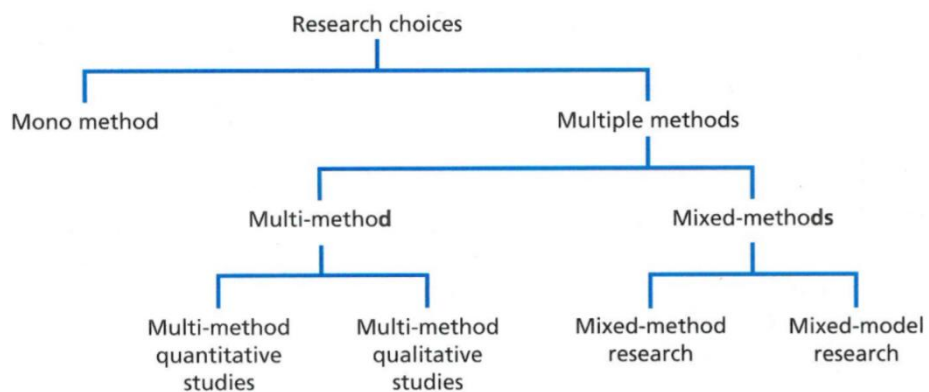 Research choices
Mono method
Multiple methods
Multi-method
Mixed-methods
Multi-method
quantitative
studies
Multi-method
qualitative
studies
Mixed-method
research
Mixed-model
research